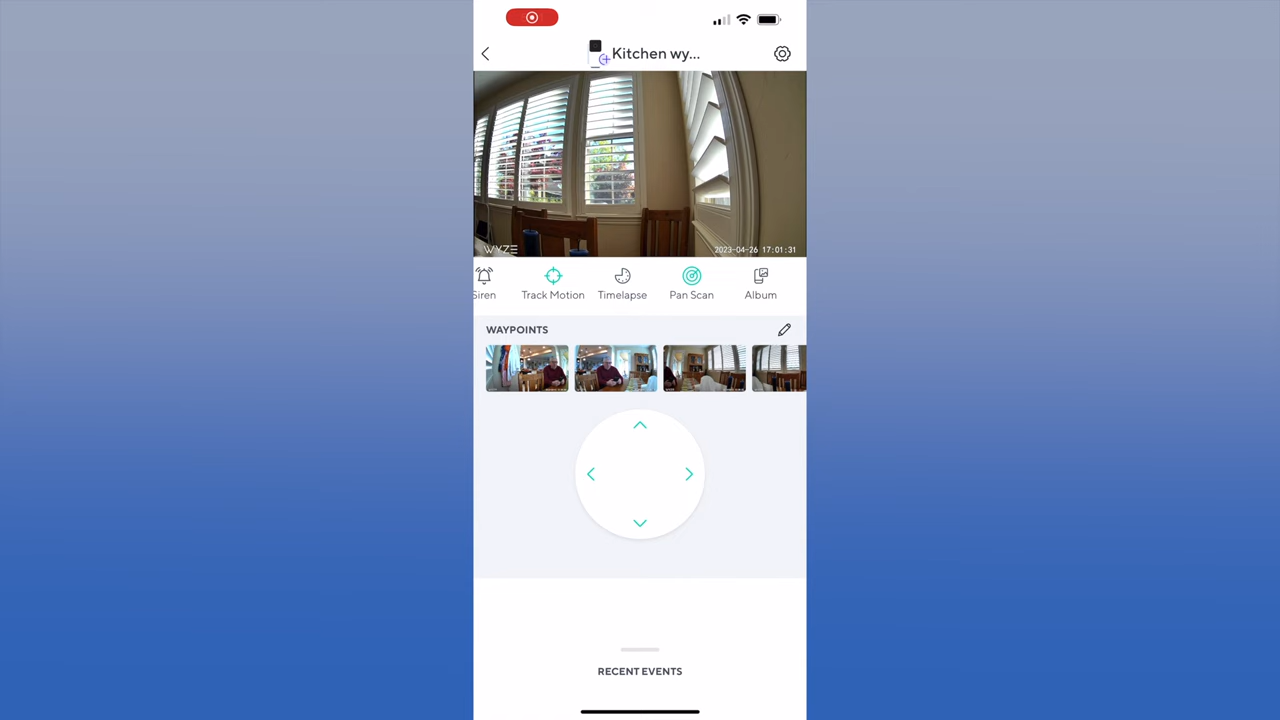 Kitchen wy...
WYZE
2023-04-26 17:01:31
Siren
Track Motion
Timelapse
Pan Scan
Album
WAYPOINTS
RECENT EVENTS